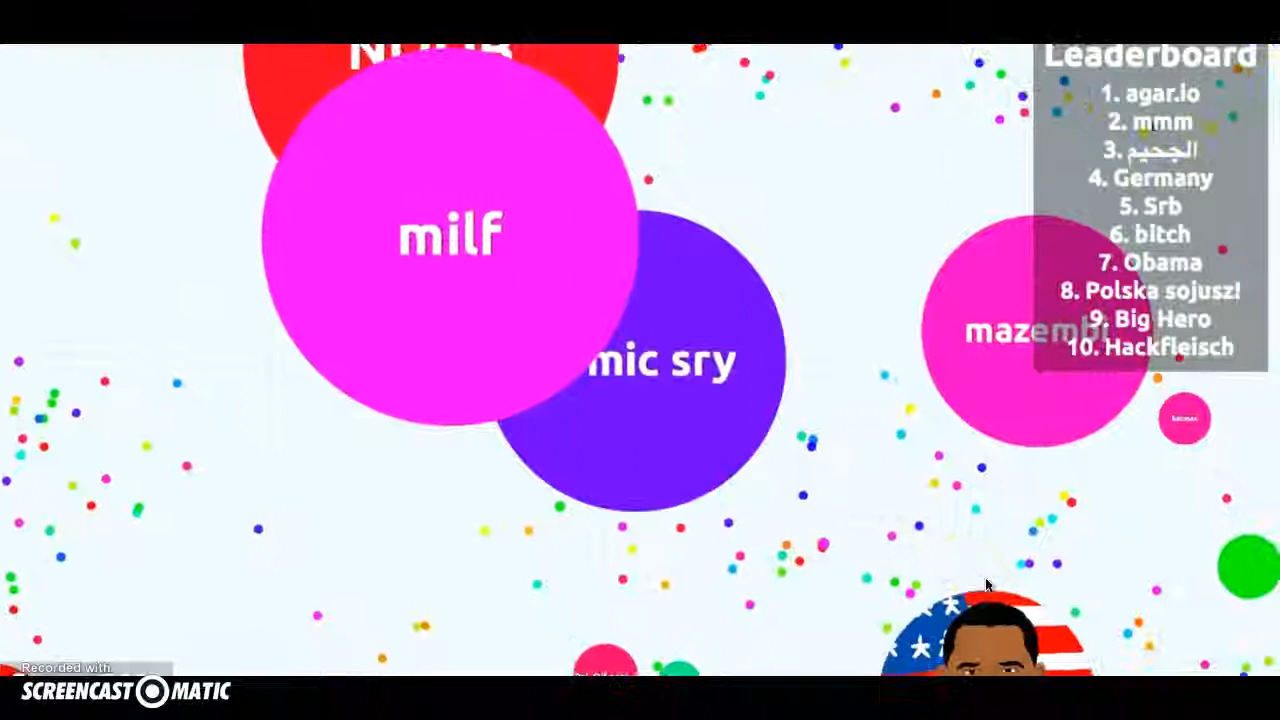 Leaderboard
1. agar.io
2. mmm
3. الجحيم
4. Germany
5. Srb
6. bitch
7. Obama
8. Polska sojusz!
9. Big Hero
10. Hackfleisch
milf
mic sry
Recorded with
SCREENCAST-O-MATIC